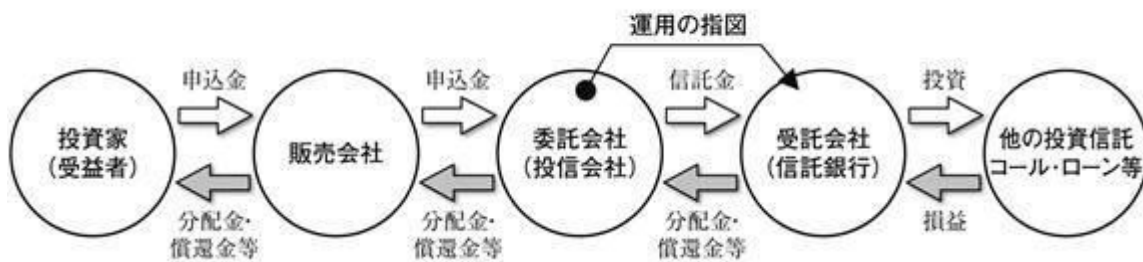 運用の指図
申込金
申込金
信託金
投資
投資家
(受益者)
販売会社
委託会社
(投信会社)
受託会社
(信託銀行)
他の投資信託
コール・ローン等
分配金・
償還金等
分配金・
償還金等
分配金・
償還金等
損益